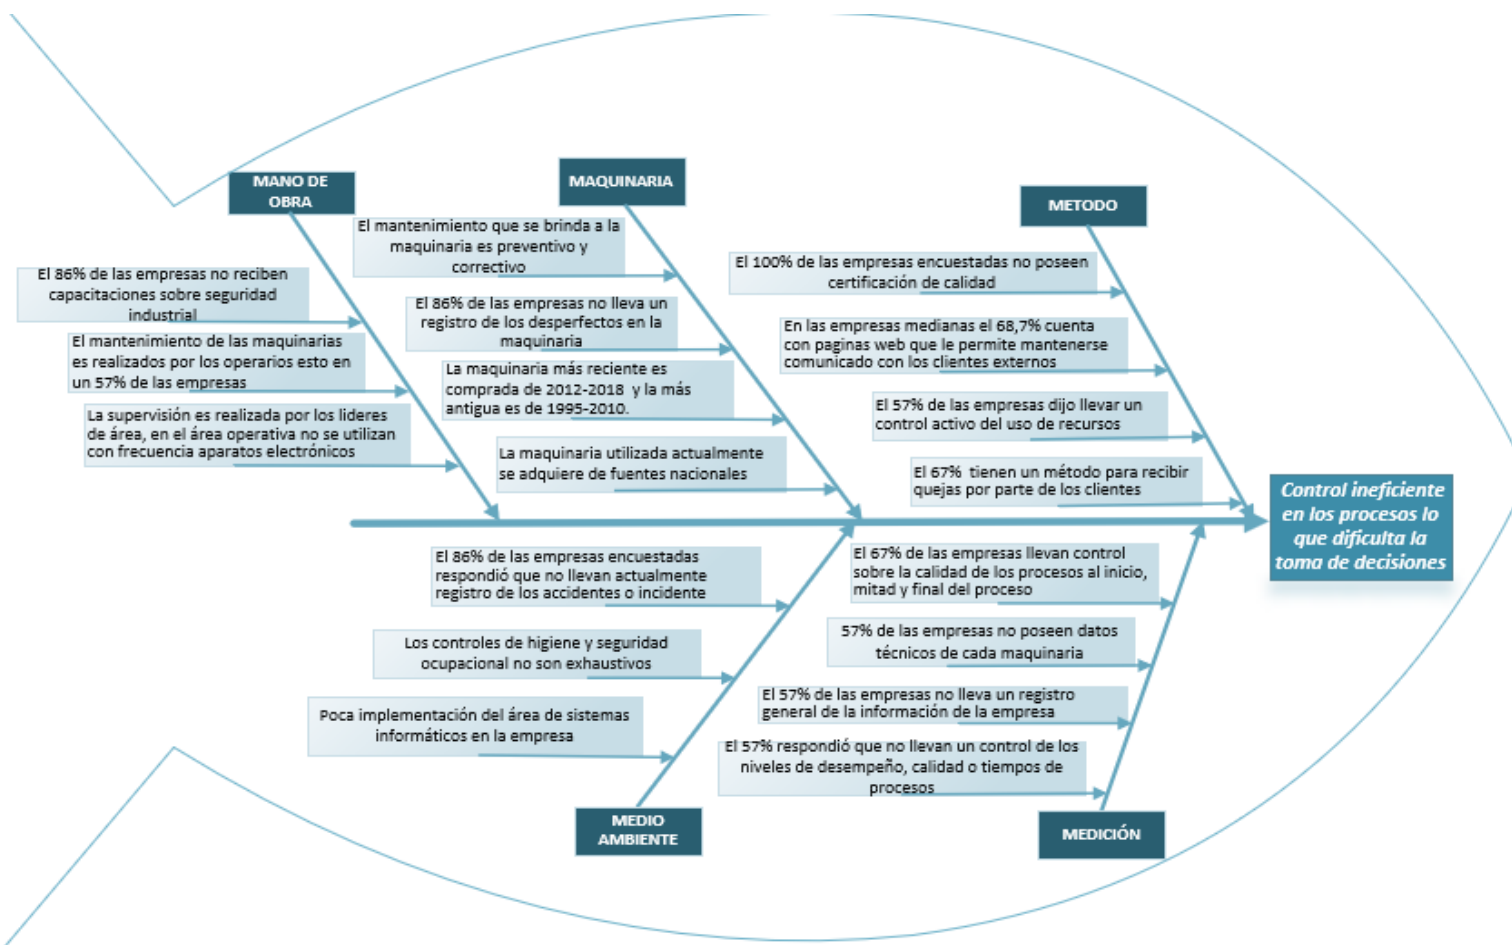 MANO DE
OBRA
El 86% de las empresas no reciben
capacitaciones sobre seguridad
industrial
El mantenimiento de las maquinarias
es realizados por los operarios esto en
un 57% de las empresas
La supervisión es realizada por los lideres
de área, en el área operativa no se utilizan
con frecuencia aparatos electrónicos
MAQUINARIA
El mantenimiento que se brinda a la
maquinaria es preventivo y
correctivo
El 86% de las empresas no lleva un
registro de los desperfectos en la
maquinaria
La maquinaria más reciente es
comprada de 2012-2018 y la más
antigua es de 1995-2010.
La maquinaria utilizada actualmente
se adquiere de fuentes nacionales
METODO
El 100% de las empresas encuestadas no poseen
certificación de calidad
En las empresas medianas el 68,7% cuenta
con paginas web que le permite mantenerse
comunicado con los clientes externos
El 57% de las empresas dijo llevar un
control activo del uso de recursos
El 67% tienen un método para recibir
quejas por parte de los clientes
Control ineficiente
en los procesos lo
que dificulta la
toma de decisiones
El 86% de las empresas encuestadas
respondió que no llevan actualmente
registro de los accidentes o incidente
Los controles de higiene y seguridad
ocupacional no son exhaustivos
Poca implementación del área de sistemas
informáticos en la empresa
MEDIO
AMBIENTE
El 67% de las empresas llevan control
sobre la calidad de los procesos al inicio,
mitad y final del proceso
57% de las empresas no poseen datos
técnicos de cada maquinaria
El 57% de las empresas no lleva un registro
general de la información de la empresa
El 57% respondió que no llevan un control de los
niveles de desempeño, calidad o tiempos de
procesos
MEDICIÓN